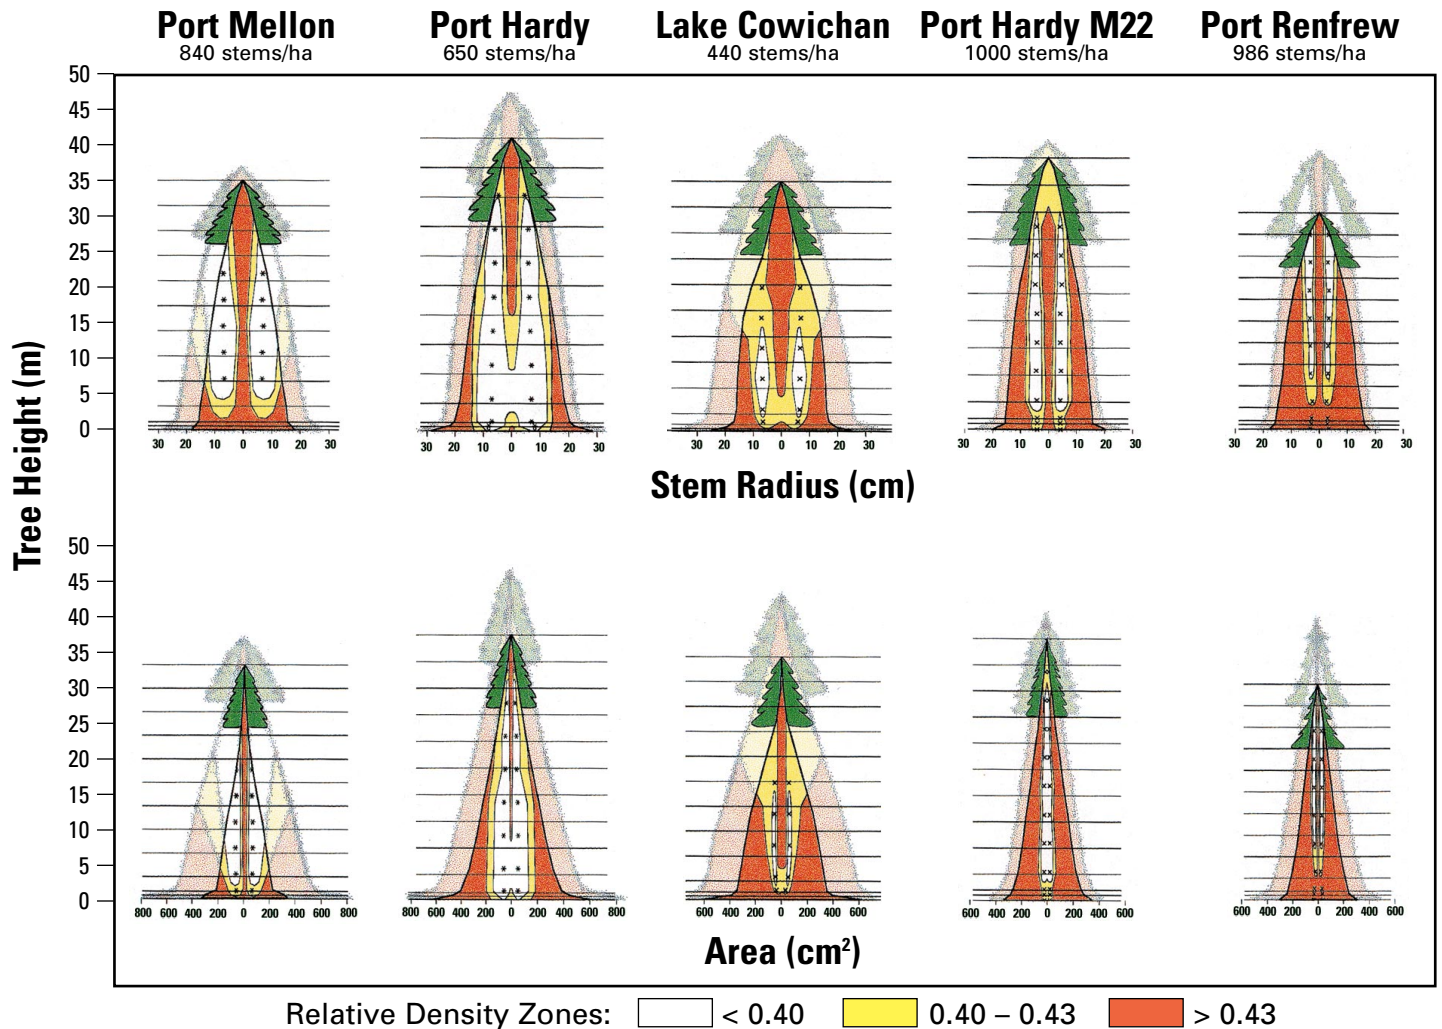 Port Mellon Port Hardy Lake Cowichan Port Hardy M22 Port Renfrew
840 stems/ha 650 stems/ha 440 stems/ha 1000 stems/ha 986 stems/ha
Tree Height (m)
50
45
40
35
30
25
20
15
10
5
0
30 20 10 0 10 20 30 30 20 10 0 10 20 30 30 20 10 0 10 20 30 30 20 10 0 10 20 30 30 20 10 0 10 20 30
Stem Radius (cm)
50
45
40
35
30
25
20
15
10
5
0
800 600 400 200 0 200 400 600 800 800 600 400 200 0 200 400 600 800 600 400 200 0 200 400 600 600 400 200 0 200 400 600 600 400 200 0 200 400 600
Area (cm²)
Relative Density Zones: < 0.40 0.40 – 0.43 > 0.43